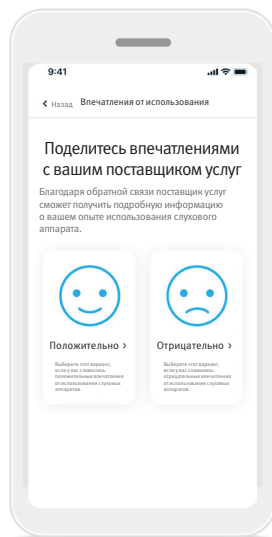 9:41
Назад Впечатления от использования
Поделитесь впечатлениями
с вашим поставщиком услуг
Благодаря обратной связи поставщик услуг
сможет получить подробную информацию
о вашем опыте использования слухового
аппарата.
Положительно ›
Выберите этот вариант,
если у вас сложились
положительные впечатления
от использования слуховых
аппаратов.
Отрицательно ›
Выберите этот вариант,
если у вас сложились
отрицательные впечатления
от использования слуховых
аппаратов.